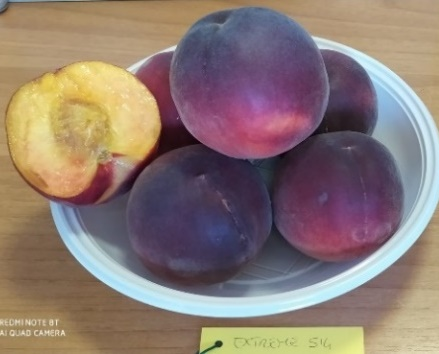 REDMI NOTE 8T
AI QUAD CAMERA
EXTREME 514